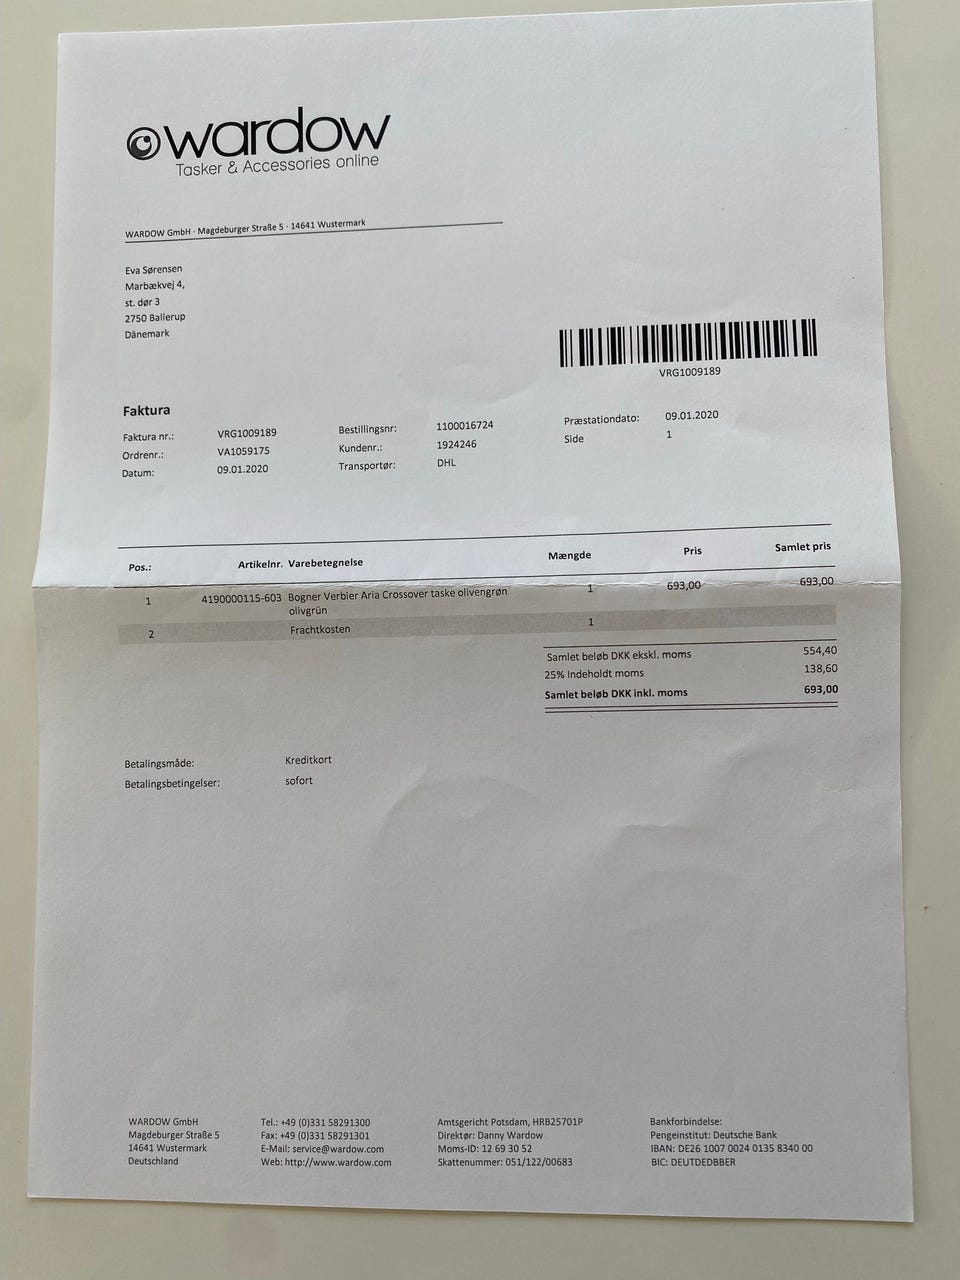 wardow
Tasker & Accessories online
WARDOW GmbH · Magdeburger Straße 5 · 14641 Wustermark
Eva Sørensen
Marbækvej 4,
st. dør 3
2750 Ballerup
Dänemark
VRG1009189
Faktura
Faktura nr.: VRG1009189 Bestillingsnr: 1100016724 Præstationdato: 09.01.2020
Ordrenr.: VA1059175 Kundenr.: 1924246 Side 1
Datum: 09.01.2020 Transportør: DHL
Pos.: Artikelnr. Varebetegnelse Mængde Pris Samlet pris
1 4190000115-603 Bogner Verbier Aria Crossover taske olivengrøn 1 693,00 693,00
olivgrün
2 Frachtkosten 1
Samlet beløb DKK ekskl. moms 554,40
25% Indeholdt moms 138,60
Samlet beløb DKK inkl. moms 693,00
Betalingsmåde: Kreditkort
Betalingsbetingelser: sofort
WARDOW GmbH Tel.: +49 (0)331 58291300 Amtsgericht Potsdam, HRB25701P Bankforbindelse:
Magdeburger Straße 5 Fax: +49 (0)331 58291301 Direktør: Danny Wardow Pengeinstitut: Deutsche Bank
14641 Wustermark E-Mail: service@wardow.com Moms-ID: 12 69 30 52 IBAN: DE26 1007 0024 0135 8340 00
Deutschland Web: http://www.wardow.com Skattenummer: 051/122/00683 BIC: DEUTDEDBBER